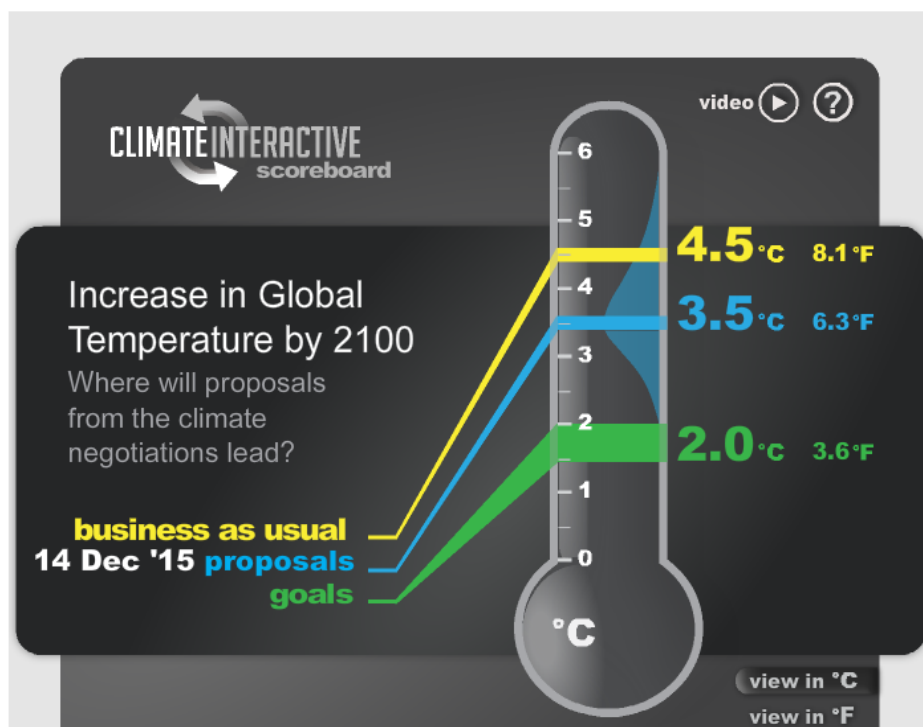 video
?
CLIMATEINTERACTIVE
scoreboard
6
5
4
3
2
1
0
°C
4.5°C 8.1°F
3.5°C 6.3°F
2.0°C 3.6°F
Increase in Global
Temperature by 2100
Where will proposals
from the climate
negotiations lead?
business as usual
14 Dec '15 proposals
goals
view in °C
view in °F